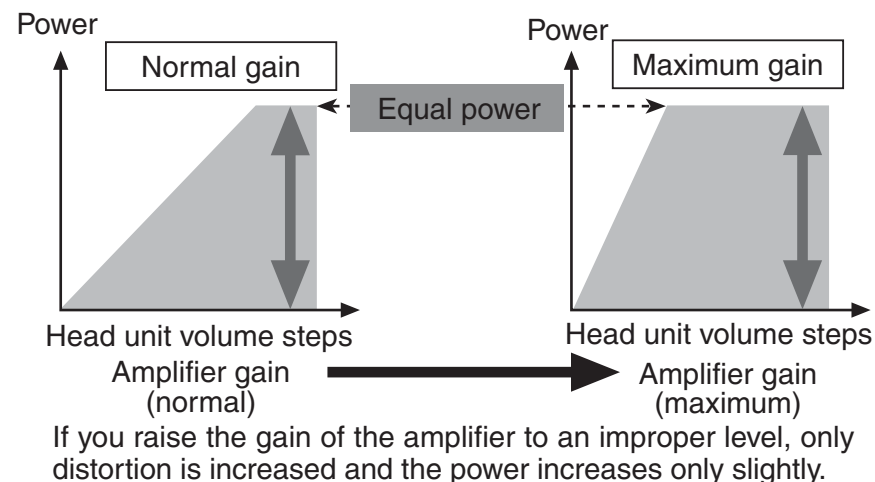 Power
Normal gain
Equal power
Head unit volume steps
Amplifier gain
(normal)
Power
Maximum gain
Head unit volume steps
Amplifier gain
(maximum)
If you raise the gain of the amplifier to an improper level, only
distortion is increased and the power increases only slightly.